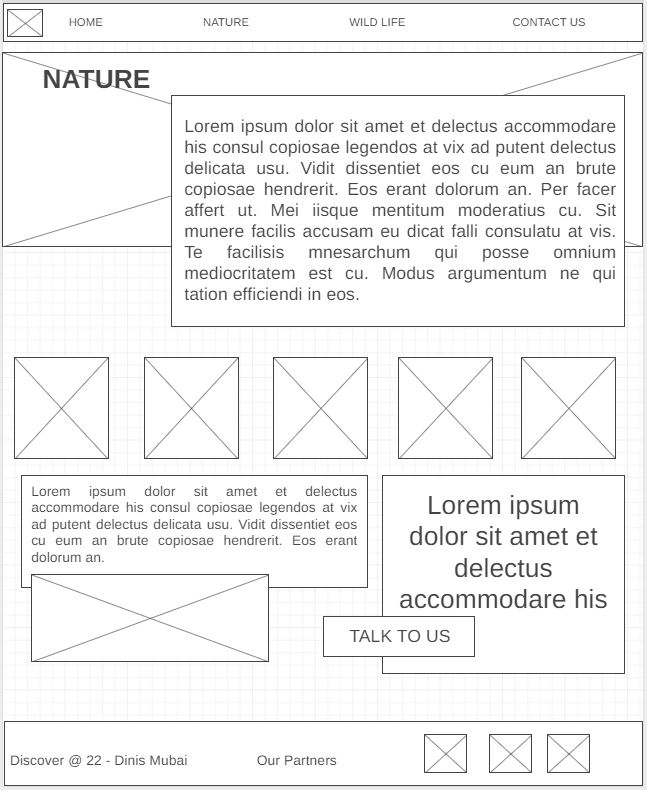 HOME NATURE WILD LIFE CONTACT US
NATURE
Lorem ipsum dolor sit amet et delectus accommodare
his consul copiosae legendos at vix ad putent delectus
delicata usu. Vidit dissentiet eos cu eum an brute
copiosae hendrerit. Eos erant dolorum an. Per facer
affert ut. Mei iisque mentitum moderatius cu. Sit
munere facilis accusam eu dicat falli consulatu at vis.
Te facilisis mnesarchum qui posse omnium
mediocritatem est cu. Modus argumentum ne qui
tation efficiendi in eos.
Lorem ipsum dolor sit amet et delectus
accommodare his consul copiosae legendos at vix
ad putent delectus delicata usu. Vidit dissentiet eos
cu eum an brute copiosae hendrerit. Eos erant
dolorum an.
Lorem ipsum
dolor sit amet et
delectus
accommodare his
TALK TO US
Discover @ 22 - Dinis Mubai Our Partners